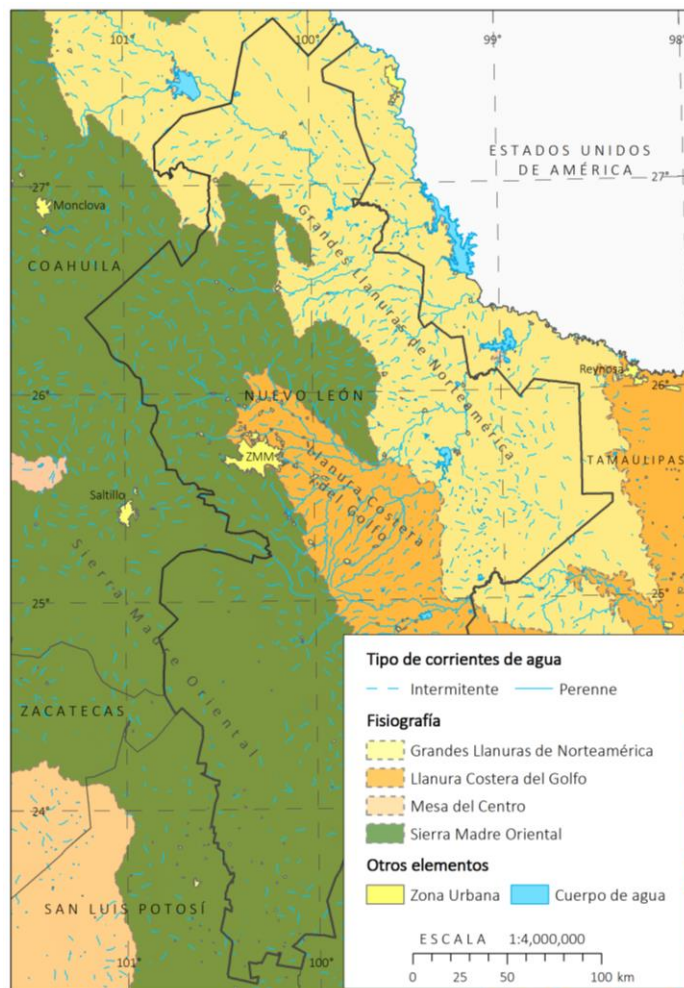 101°
100°
99°
98°
ESTADOS UNIDOS
DE AMÉRICA
27°
27°
Monclova
COAHUILA
Grandes Llanuras de Norteamérica
26°
NUEVO LEÓN
Reynosa
26°
TAMAULIPAS
ZMM
Llanura Costera
del Golfo
Saltillo
Sierra Madre Oriental
25°
25°
ZACATECAS
24°
SAN LUIS POTOSÍ
101°
100°
Tipo de corrientes de agua
Intermitente
Perenne
Fisiografía
Grandes Llanuras de Norteamérica
Llanura Costera del Golfo
Mesa del Centro
Sierra Madre Oriental
Otros elementos
Zona Urbana
Cuerpo de agua
ESCALA 1:4,000,000
0 25 50 100 km